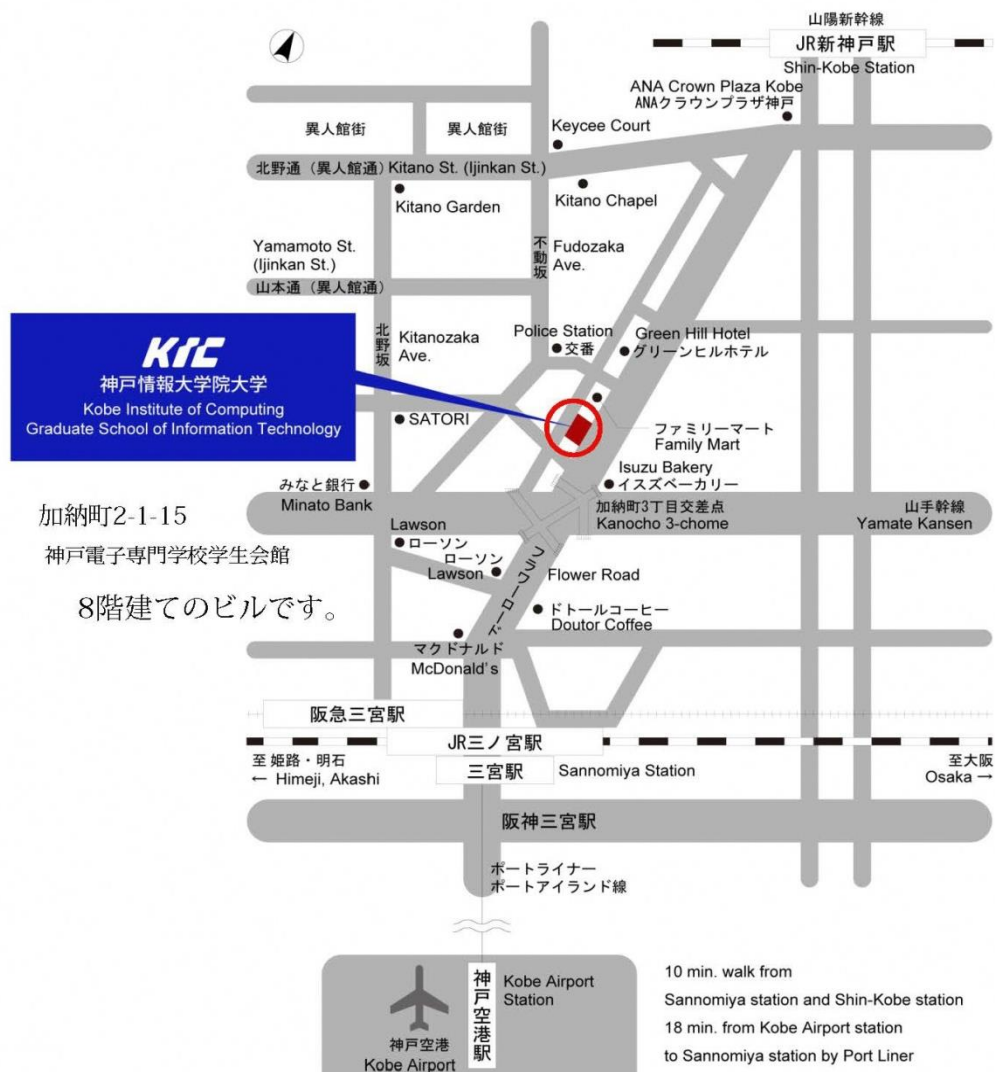 山陽新幹線
JR新神戸駅
Shin-Kobe Station
ANA Crown Plaza Kobe
ANAクラウンプラザ神戸
Keycee Court
異人館街
異人館街
北野通（異人館通）Kitano St. (Ijinkan St.)
Kitano Garden
Kitano Chapel
Yamamoto St.
(Ijinkan St.)
山本通（異人館通）
不動坂
Fudozaka
Ave.
北野坂
Kitanozaka
Ave.
Police Station
交番
Green Hill Hotel
グリーンヒルホテル
KIC
神戸情報大学院大学
Kobe Institute of Computing
Graduate School of Information Technology
SATORI
ファミリーマート
Family Mart
Isuzu Bakery
イスズベーカリー
みなと銀行
Minato Bank
加納町3丁目交差点
Kanocho 3-chome
山手幹線
Yamate Kansen
加納町2-1-15
神戸電子専門学校学生会館
8階建てのビルです。
Lawson
ローソン
ローソン
Lawson
フラワーロード
Flower Road
ドトールコーヒー
Doutor Coffee
マクドナルド
McDonald's
阪急三宮駅
JR三ノ宮駅
至 姫路・明石
← Himeji, Akashi
三宮駅
Sannomiya Station
至大阪
Osaka →
阪神三宮駅
ポートライナー
ポートアイランド線
神戸空港駅
Kobe Airport
Station
神戸空港
Kobe Airport
10 min. walk from
Sannomiya station and Shin-Kobe station
18 min. from Kobe Airport station
to Sannomiya station by Port Liner